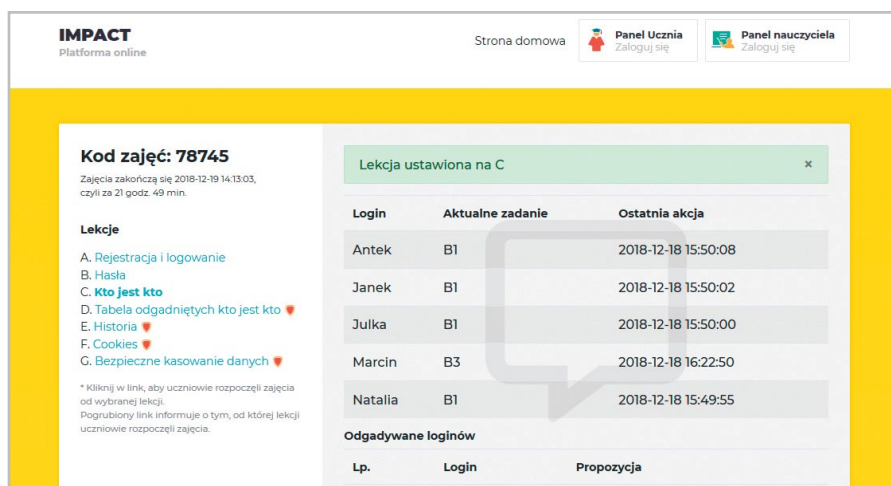 IMPACT
Platforma online
Strona domowa
Panel Ucznia
Zaloguj się
Panel nauczyciela
Zaloguj się
Kod zajęć: 78745
Zajęcia zakończą się 2018-12-19 14:13:03,
czyli za 21 godz. 49 min.
Lekcje
A. Rejestracja i logowanie
B. Hasła
C. Kto jest kto
D. Tabela odgadniętych kto jest kto
E. Historia
F. Cookies
G. Bezpieczne kasowanie danych
* Kliknij w link, aby uczniowie rozpoczęli zajęcia
od wybranej lekcji.
Pogrubiony link informuje o tym, od której lekcji
uczniowie rozpoczęli zajęcia.
Lekcja ustawiona na C ×
Login Aktualne zadanie Ostatnia akcja
Antek B1 2018-12-18 15:50:08
Janek B1 2018-12-18 15:50:02
Julka B1 2018-12-18 15:50:00
Marcin B3 2018-12-18 16:22:50
Natalia B1 2018-12-18 15:49:55
Odgadywane loginów
Lp. Login Propozycja